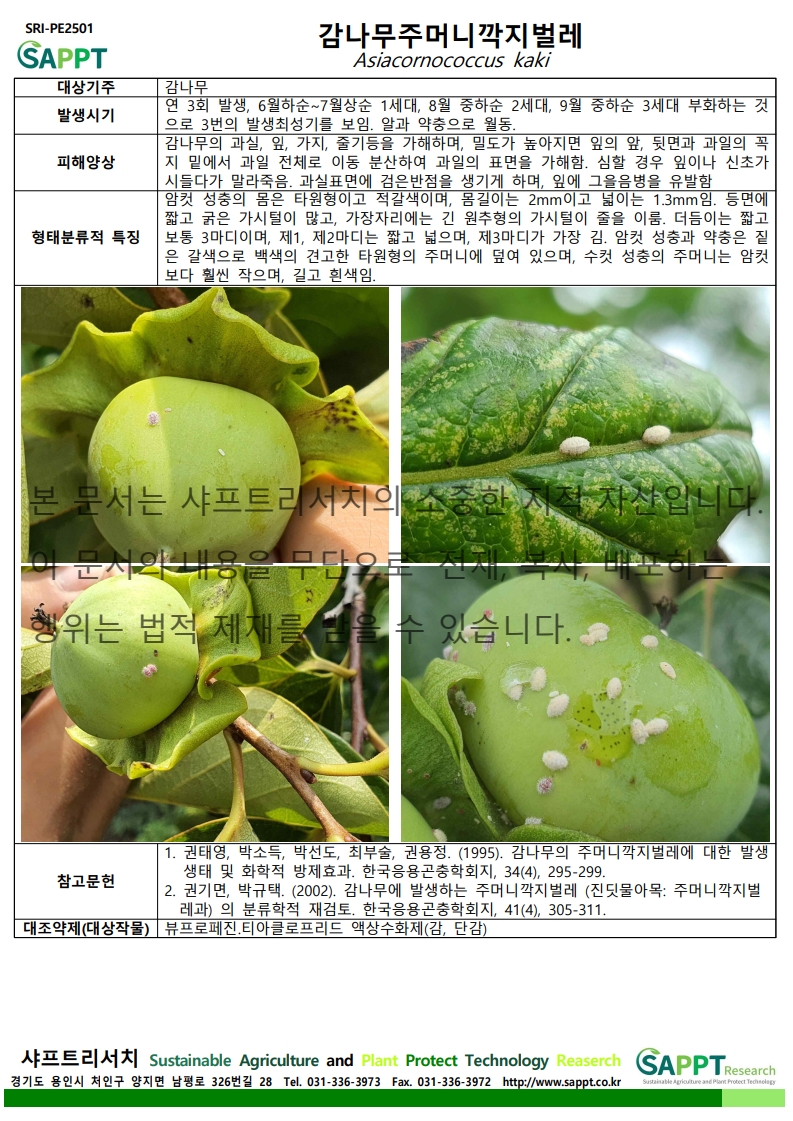 SRI-PE2501
SAPPT
감나무주머니깍지벌레
Asiacornococcus kaki
대상기주 감나무
발생시기 연 3회 발생, 6월하순~7월상순 1세대, 8월 중하순 2세대, 9월 중하순 3세대 부화하는 것
으로 3번의 발생최성기를 보임. 알과 약충으로 월동.
피해양상 감나무의 과실, 잎, 가지, 줄기등을 가해하며, 밀도가 높아지면 잎의 앞, 뒷면과 과일의 꼭
지 밑에서 과일 전체로 이동 분산하여 과일의 표면을 가해함. 심할 경우 잎이나 신초가
시들다가 말라죽음. 과실표면에 검은반점을 생기게 하며, 잎에 그을음병을 유발함
형태분류적 특징 암컷 성충의 몸은 타원형이고 적갈색이며, 몸길이는 2mm이고 넓이는 1.3mm임. 등면에
짧고 굵은 가시털이 많고, 가장자리에는 긴 원추형의 가시털이 줄을 이룸. 더듬이는 짧고
보통 3마디이며, 제1, 제2마디는 짧고 넓으며, 제3마디가 가장 김. 암컷 성충과 약충은 짙
은 갈색으로 백색의 견고한 타원형의 주머니에 덮여 있으며, 수컷 성충의 주머니는 암컷
보다 훨씬 작으며, 길고 흰색임.
본 문서는 샤프트리서치의 소중한 지적 자산입니다.
이 문서의 내용을 무단으로 전재, 복사, 배포하는
행위는 법적 제재를 받을 수 있습니다.
참고문헌 1. 권태영, 박소득, 박선도, 최부술, 권용정. (1995). 감나무의 주머니깍지벌레에 대한 발생
생태 및 화학적 방제효과. 한국응용곤충학회지, 34(4), 295-299.
2. 권기면, 박규택. (2002). 감나무에 발생하는 주머니깍지벌레 (진딧물아목: 주머니깍지벌
레과) 의 분류학적 재검토. 한국응용곤충학회지, 41(4), 305-311.
대조약제(대상작물) 뷰프로페진.티아클로프리드 액상수화제(감, 단감)
샤프트리서치 Sustainable Agriculture and Plant Protect Technology Reaserch
경기도 용인시 처인구 양지면 남평로 326번길 28 Tel. 031-336-3973 Fax. 031-336-3972 http://www.sappt.co.kr
SAPPT Research
Sustainable Agriculture and Plant Protect Technology